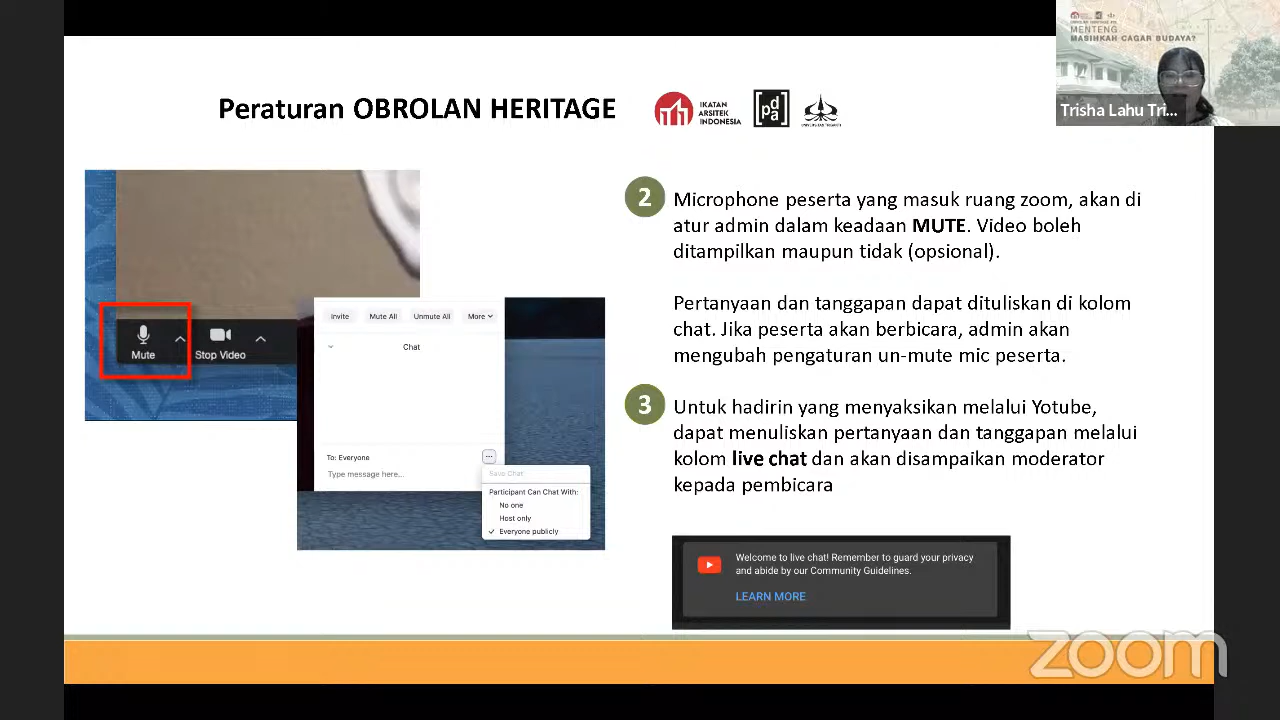 MENTENG
MASIHKAH CAGAR BUDAYA?
Trisha Lahu Tri...
Peraturan OBROLAN HERITAGE
IKATAN
ARSITEK
INDONESIA
pd
a
Mute
Stop Video
Invite
Mute All
Unmute All
More
Chat
To: Everyone
Type message here...
Save Chat
Participant Can Chat With:
No one
Host only
Everyone publicly
2
Microphone peserta yang masuk ruang zoom, akan di
atur admin dalam keadaan MUTE. Video boleh
ditampilkan maupun tidak (opsional).
Pertanyaan dan tanggapan dapat dituliskan di kolom
chat. Jika peserta akan berbicara, admin akan
mengubah pengaturan un-mute mic peserta.
3
Untuk hadirin yang menyaksikan melalui Yotube,
dapat menuliskan pertanyaan dan tanggapan melalui
kolom live chat dan akan disampaikan moderator
kepada pembicara
Welcome to live chat! Remember to guard your privacy
and abide by our Community Guidelines.
LEARN MORE
zoom